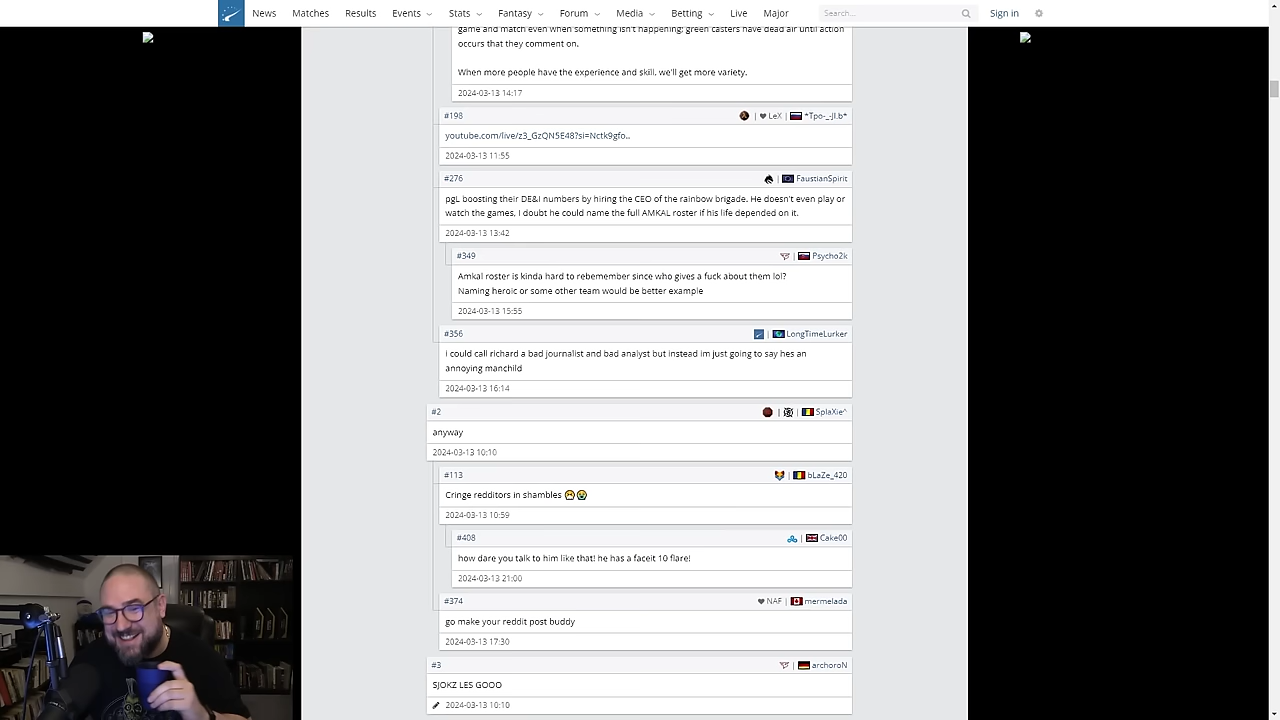 News Matches Results Events Stats Fantasy Forum Media Betting Live Major Search... Sign in
game and match even when something isn't happening; green casters have dead air until action
occurs that they comment on.
When more people have the experience and skill, we'll get more variety.
2024-03-13 14:17
#198 | LeX | *Tpo-_-JI.b*
youtube.com/live/z3_GzQN5E48?si=Nctk9gfo..
2024-03-13 11:55
#276 | FaustianSpirit
pgL boosting their DE&I numbers by hiring the CEO of the rainbow brigade. He doesn't even play or
watch the games, I doubt he could name the full AMKAL roster if his life depended on it.
2024-03-13 13:42
#349 | Psycho2k
Amkal roster is kinda hard to rebemember since who gives a fuck about them lol?
Naming heroic or some other team would be better example
2024-03-13 15:55
#356 | LongTimeLurker
i could call richard a bad journalist and bad analyst but instead im just going to say hes an
annoying manchild
2024-03-13 16:14
#2 | | SplaXie^
anyway
2024-03-13 10:10
#113 | bLaZe_420
Cringe redditors in shambles
2024-03-13 10:59
#408 | Cake00
how dare you talk to him like that! he has a faceit 10 flare!
2024-03-13 21:00
#374 NAF | mermelada
go make your reddit post buddy
2024-03-13 17:30
#3 | archoroN
SJOKZ LES GOOO
2024-03-13 10:10